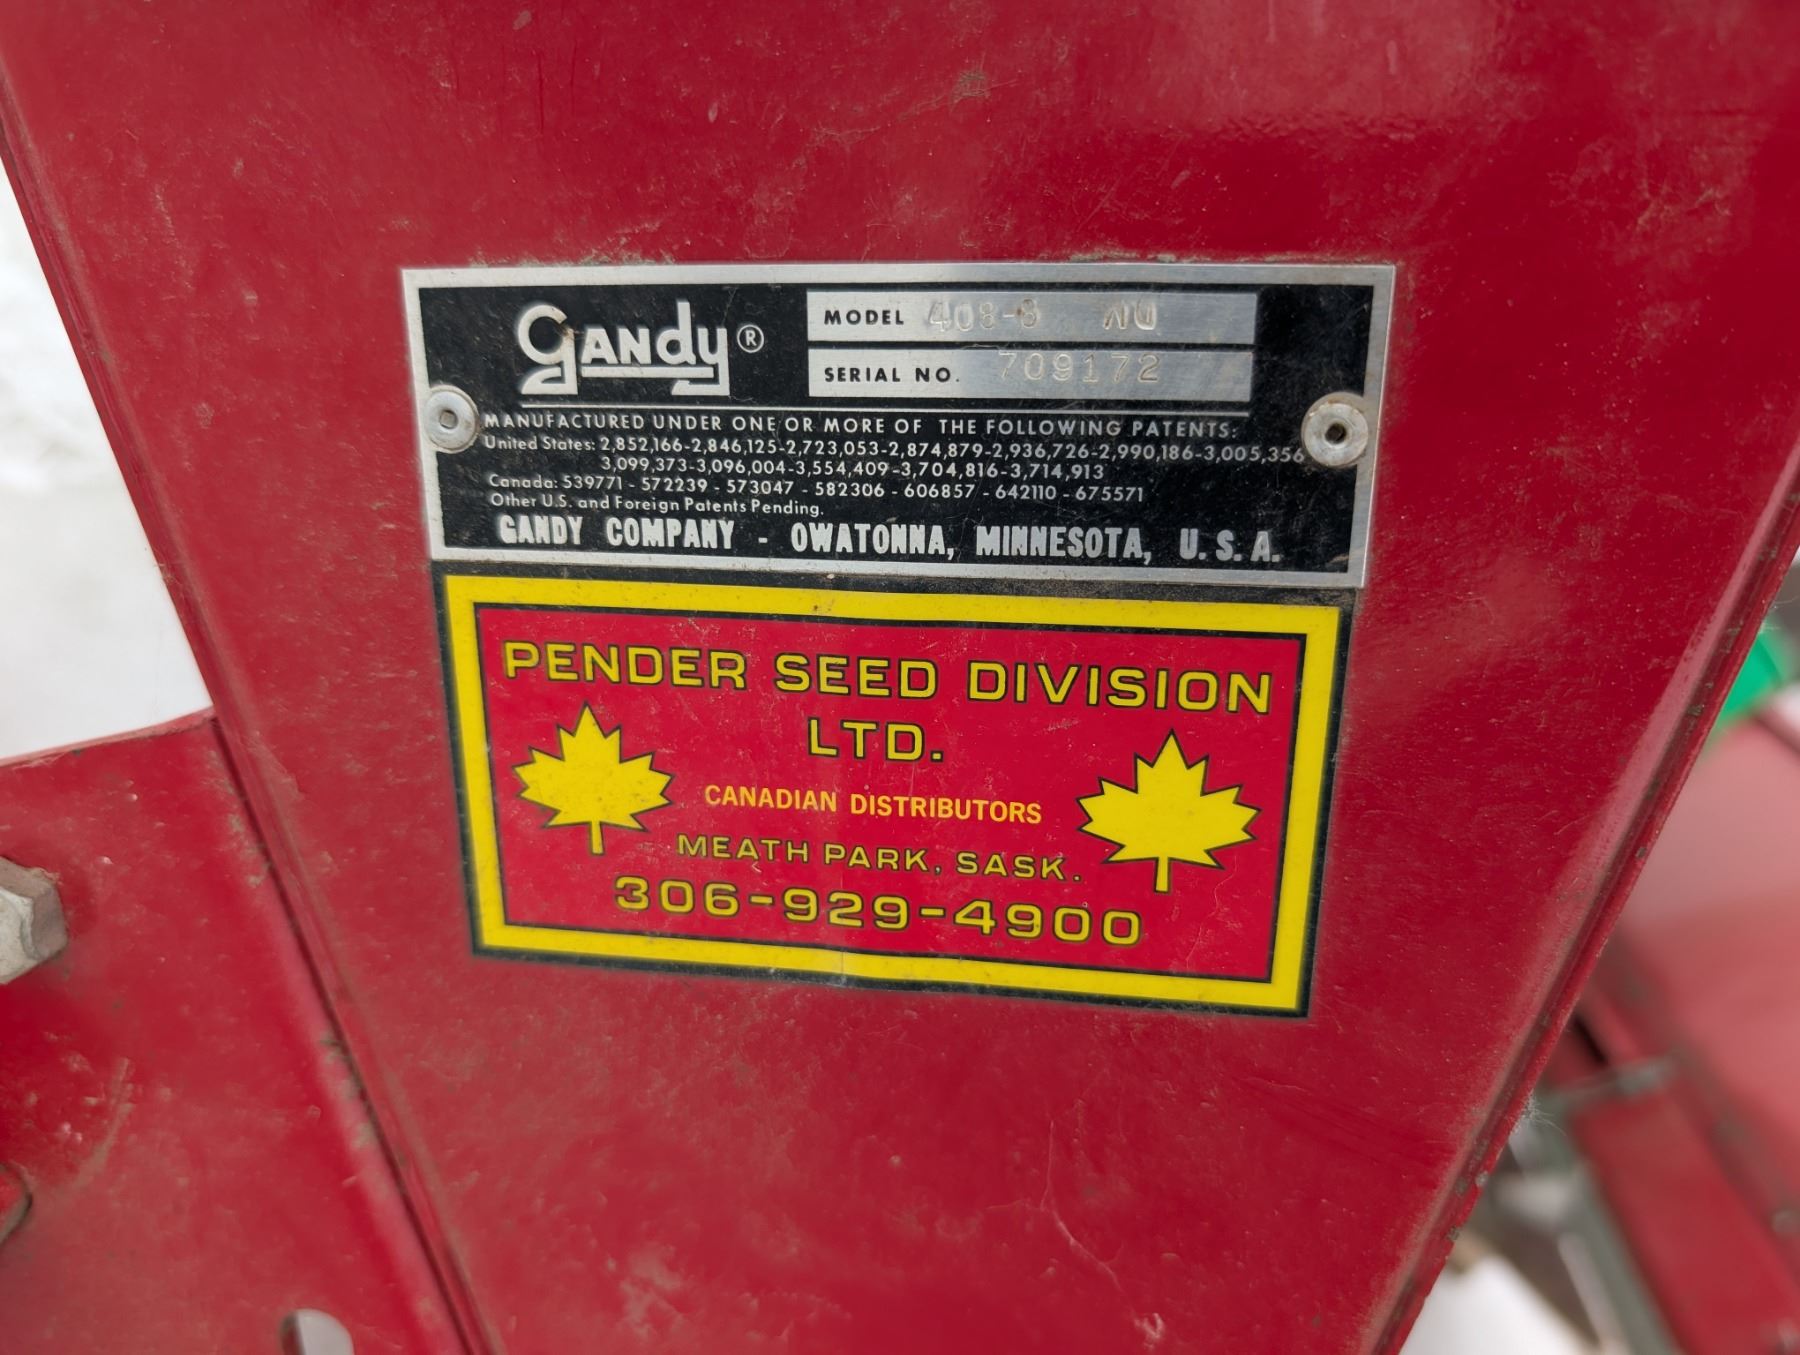 Gandy®
MODEL 408-8
SERIAL NO. 709172
MANUFACTURED UNDER ONE OR MORE OF THE FOLLOWING PATENTS:
United States: 2,852,166-2,846,125-2,723,053-2,874,879-2,936,726-2,990,186-3,005,356
3,099,373-3,096,004-3,554,409-3,704,816-3,714,913
Canada: 539771 - 572239 - 573047 - 582306 - 606857 - 642110 - 675571
Other U.S. and Foreign Patents Pending.
GANDY COMPANY - OWATONNA, MINNESOTA, U.S.A.
PENDER SEED DIVISION
LTD.
CANADIAN DISTRIBUTORS
MEATH PARK, SASK.
306-929-4900